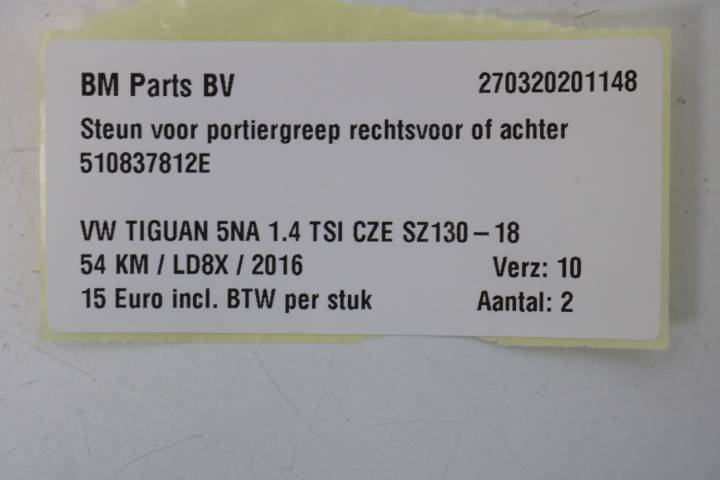 BM Parts BV 270320201148
Steun voor portiergreep rechtsvoor of achter
510837812E
VW TIGUAN 5NA 1.4 TSI CZE SZ130-18
54 KM / LD8X / 2016 Verz: 10
15 Euro incl. BTW per stuk Aantal: 2